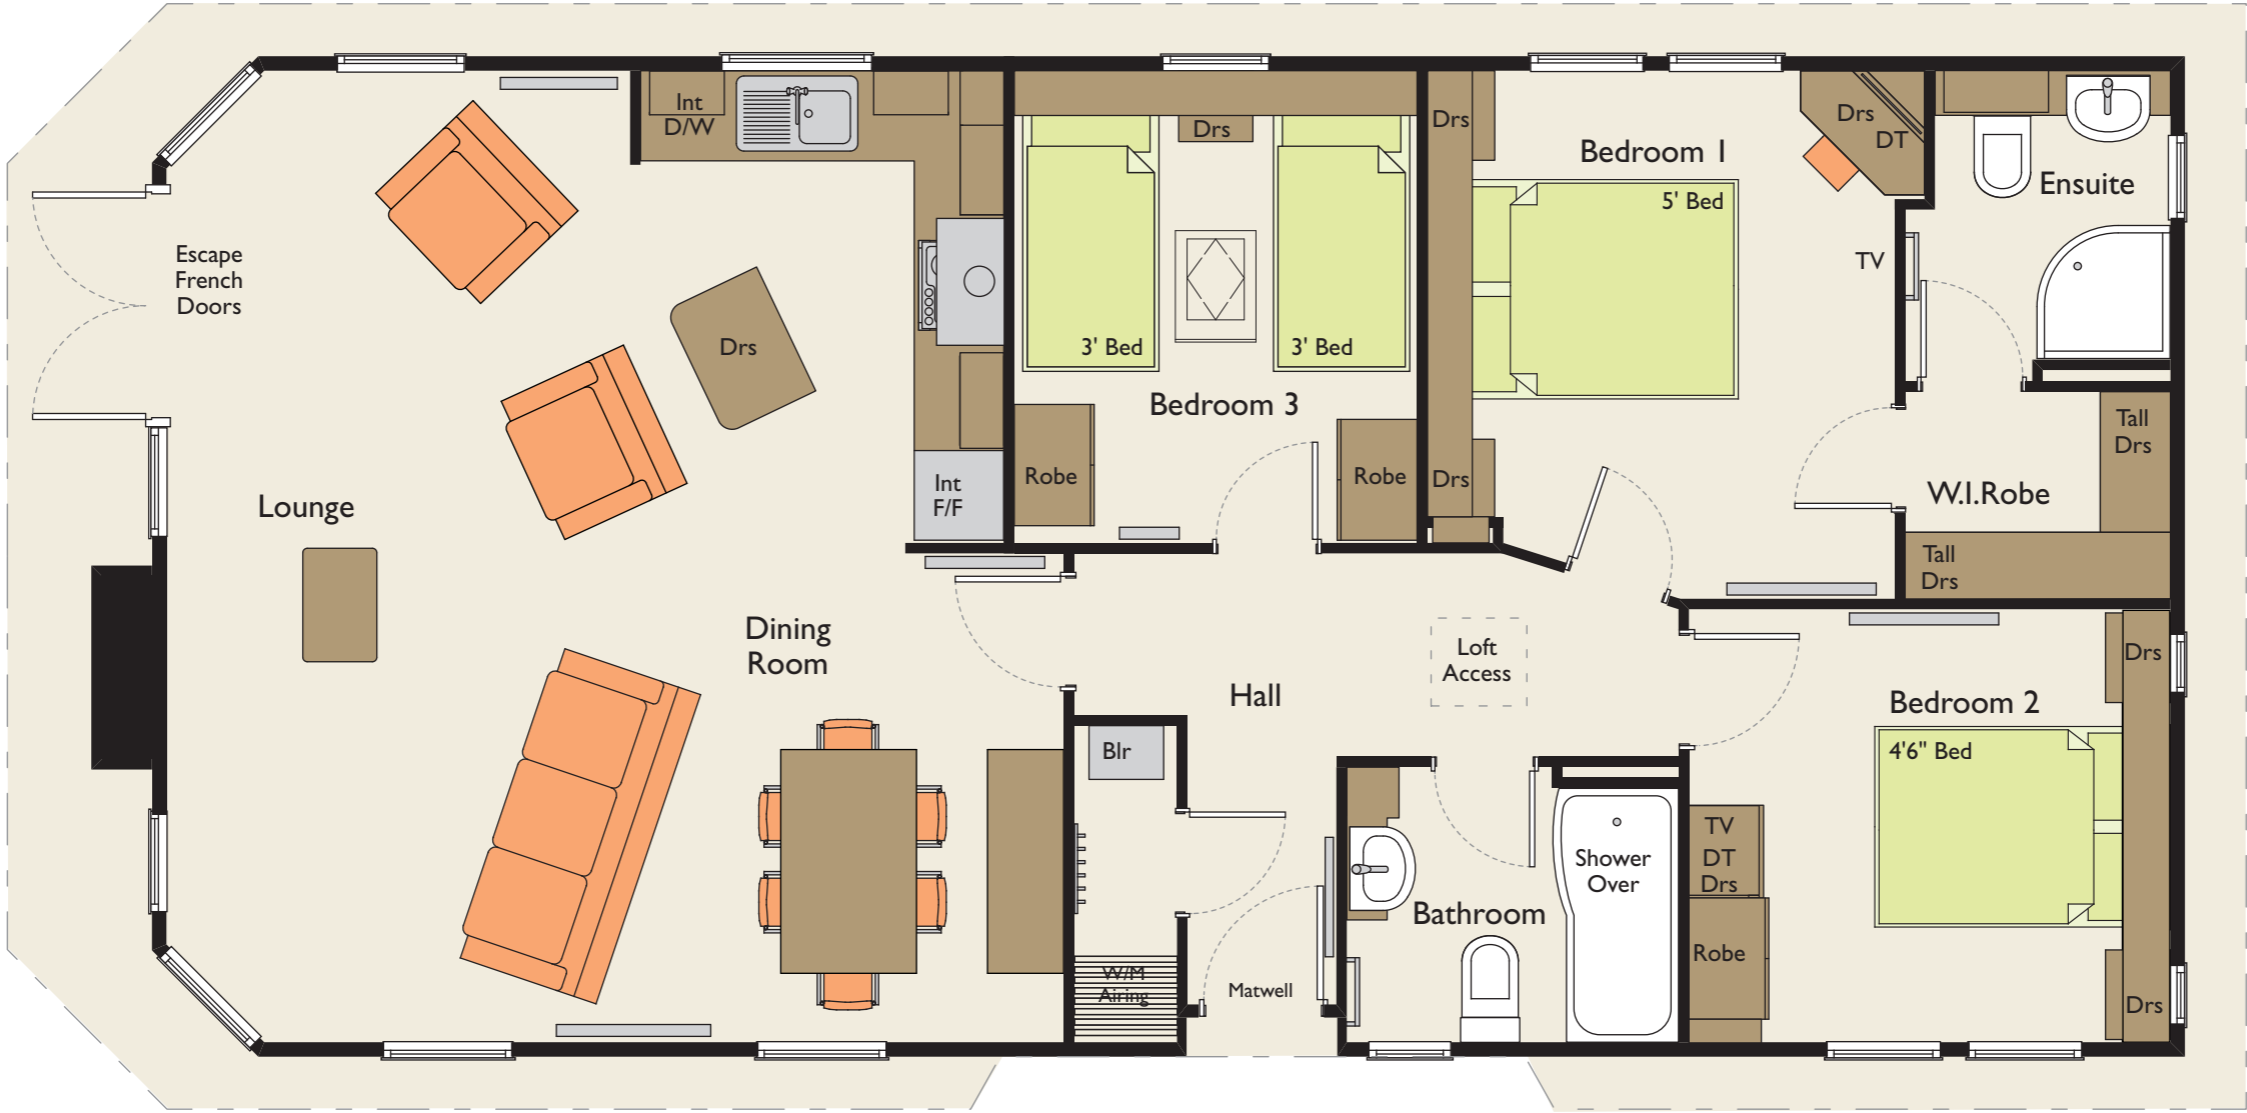 Int
D/W
Drs
Drs
Bedroom 1
Drs
DT
Ensuite
5' Bed
Escape
French
Doors
TV
Drs
3' Bed
3' Bed
Bedroom 3
Tall
Drs
Robe
Robe
Drs
Int
F/F
W.I.Robe
Lounge
Tall
Drs
Dining
Room
Loft
Access
Drs
Hall
Bedroom 2
Blr
4'6" Bed
TV
DT
Drs
Shower
Over
Bathroom
Robe
W/M
Airing
Matwell
Drs